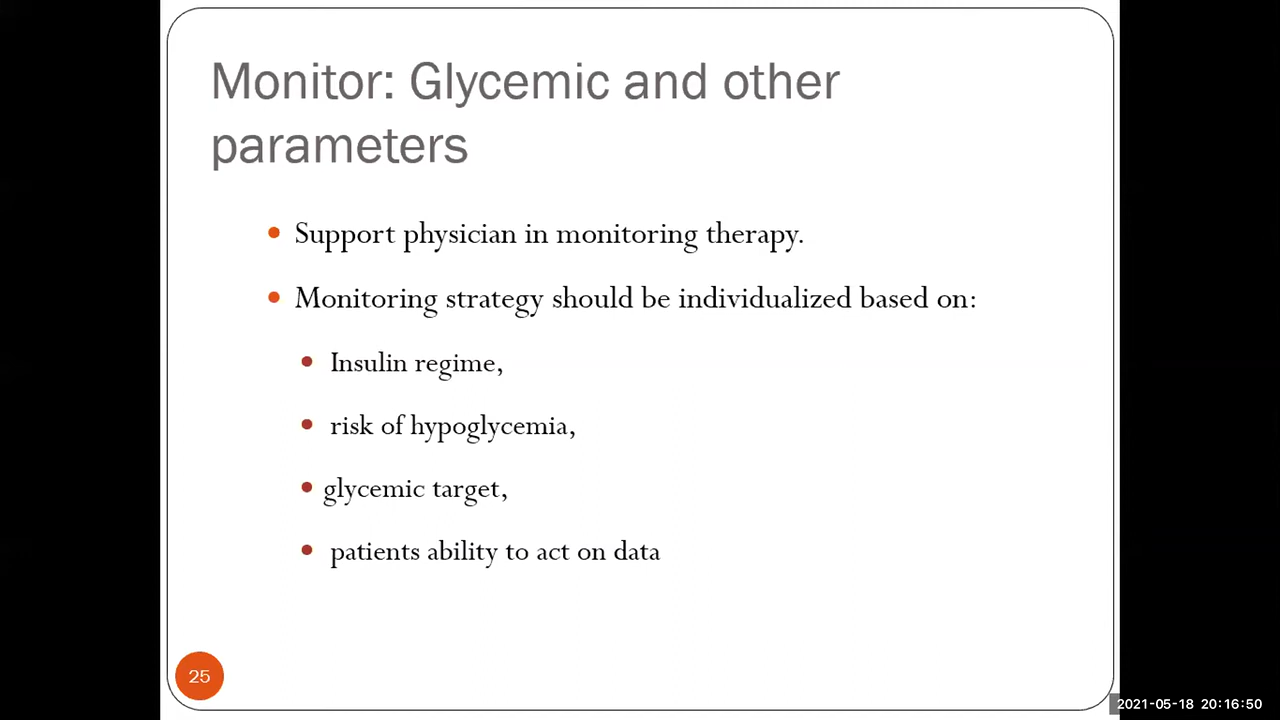 Monitor: Glycemic and other
parameters
Support physician in monitoring therapy.
Monitoring strategy should be individualized based on:
Insulin regime,
risk of hypoglycemia,
glycemic target,
patients ability to act on data
25
2021-05-18 20:16:50